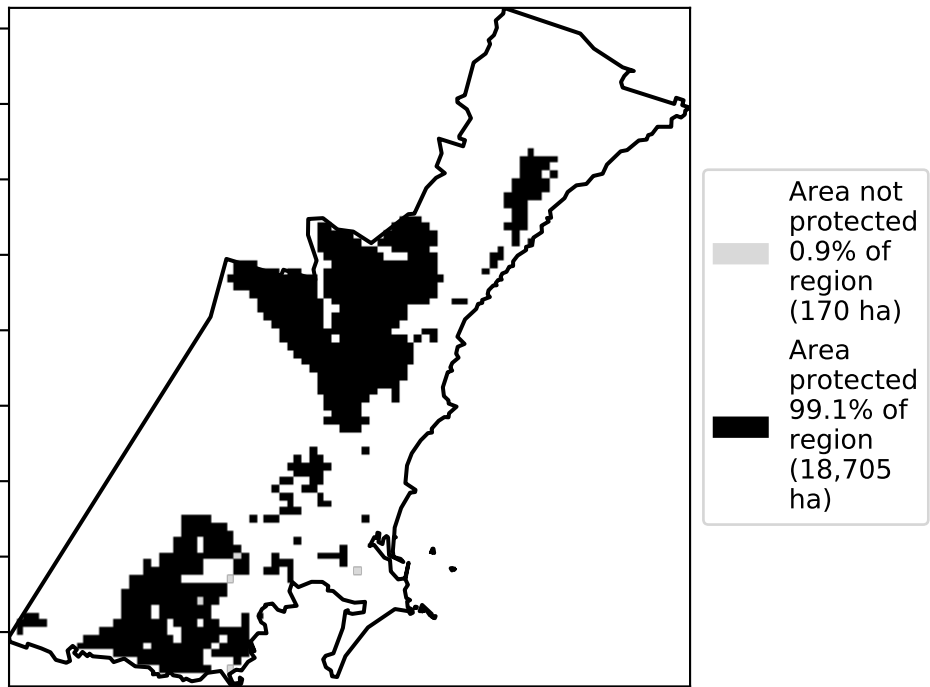 Area not
protected
0.9% of
region
(170 ha)
Area
protected
99.1% of
region
(18,705
ha)